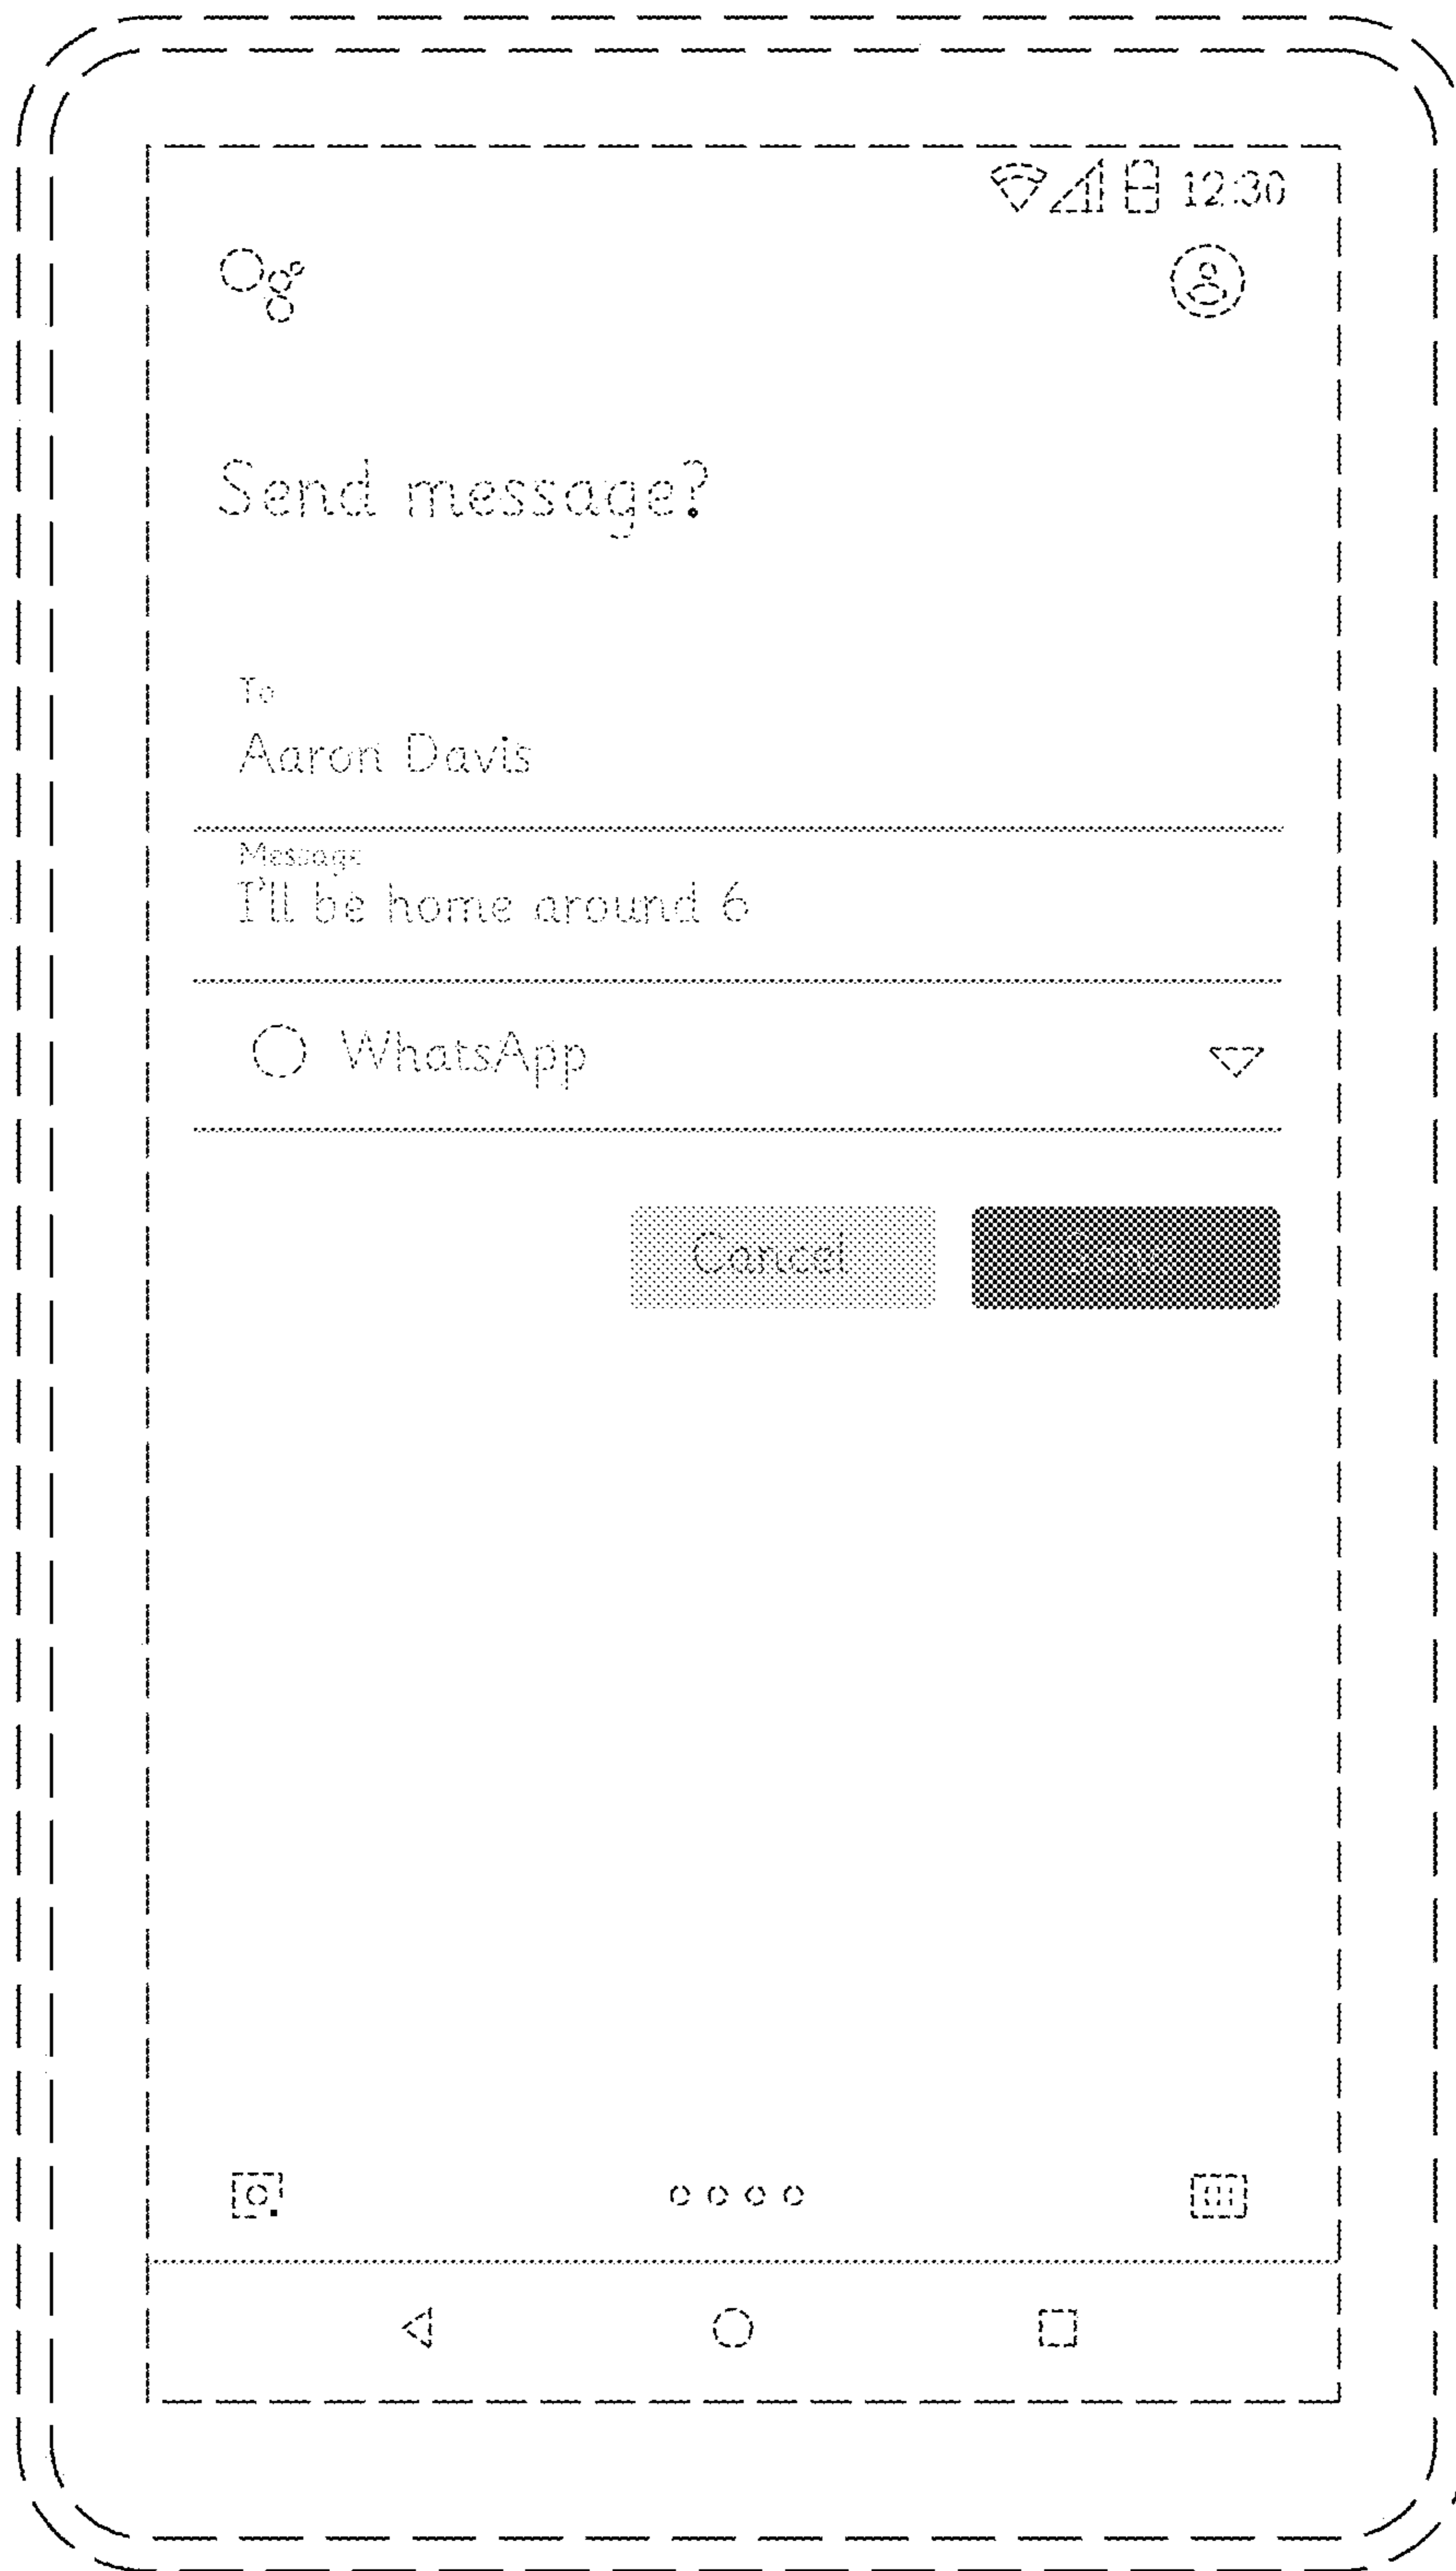 12:30
Send message?
To
Aaron Davis
Message
I'll be home around 6
WhatsApp
Cancel